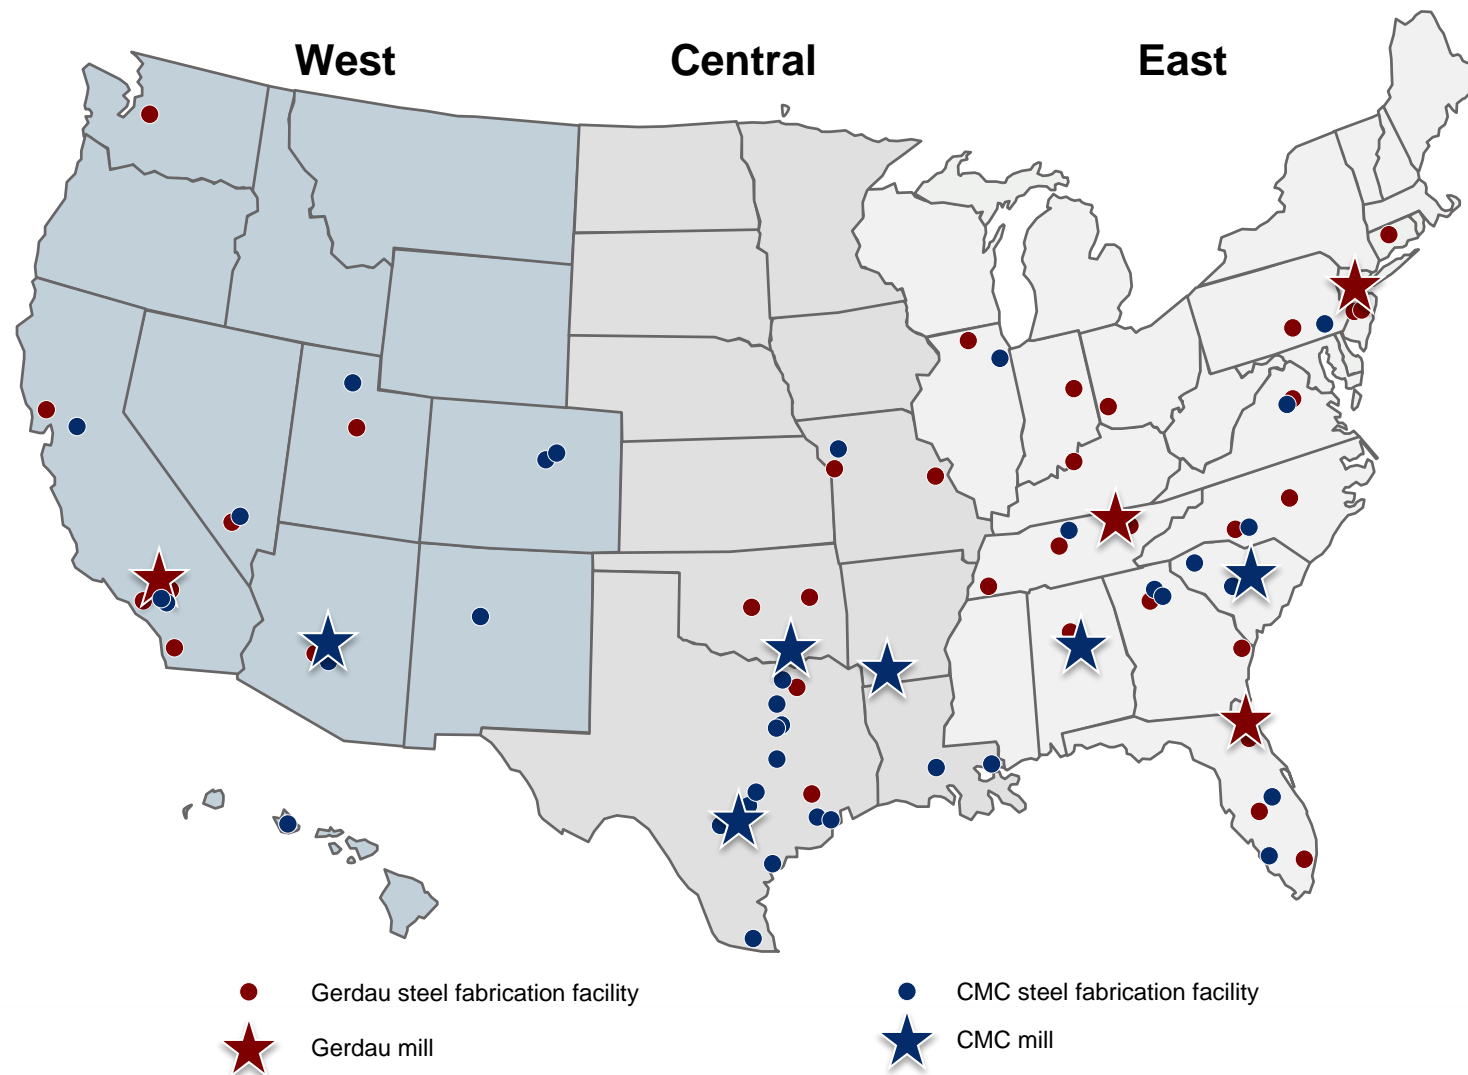 West
Central
East
Gerdau steel fabrication facility
CMC steel fabrication facility
Gerdau mill
CMC mill